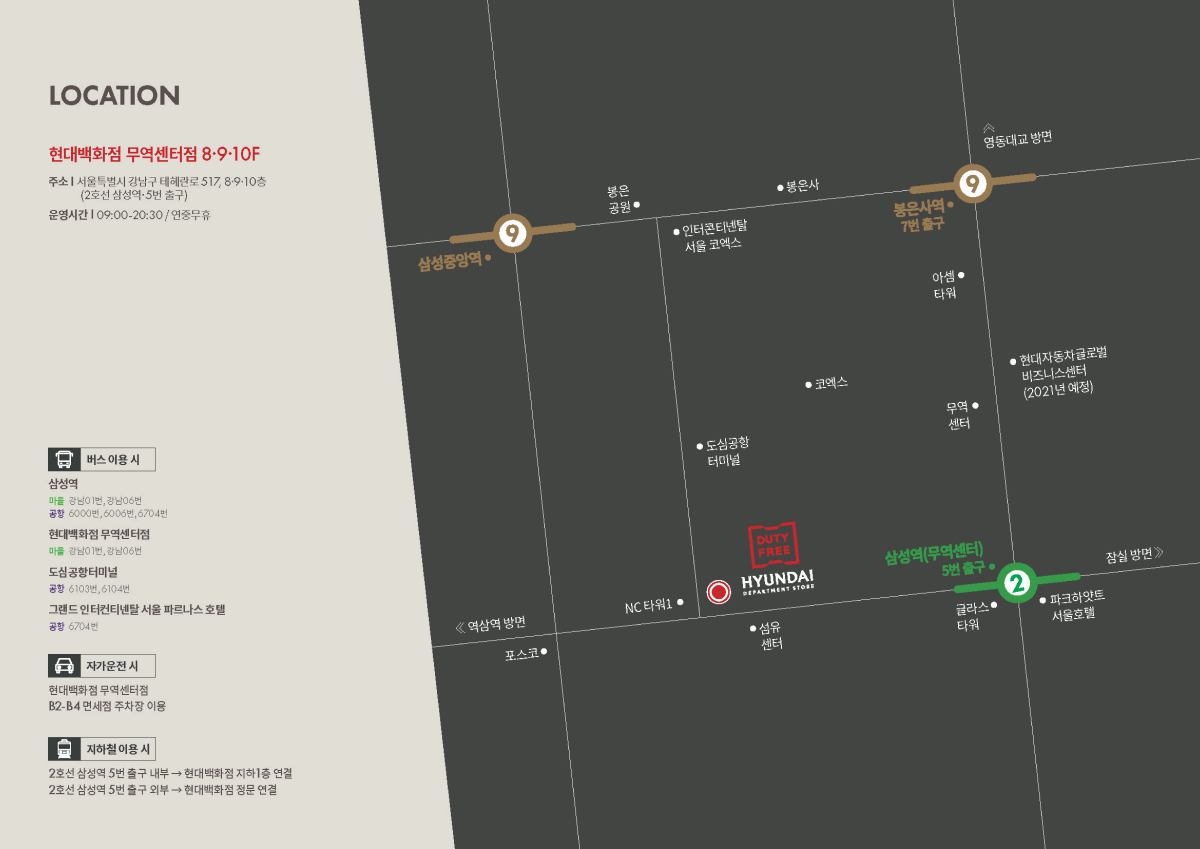 LOCATION
현대백화점 무역센터점 8·9·10F
주소 | 서울특별시 강남구 테헤란로 517, 8·9·10층
(2호선 삼성역·5번 출구)
운영시간 | 09:00-20:30 / 연중무휴
버스 이용 시
삼성역
마을 강남01번, 강남06번
공항 6000번, 6006번, 6704번
현대백화점 무역센터점
마을 강남01번, 강남06번
도심공항터미널
공항 6103번, 6104번
그랜드 인터컨티넨탈 서울 파르나스 호텔
공항 6704번
자가운전 시
현대백화점 무역센터점
B2-B4 면세점 주차장 이용
지하철 이용 시
2호선 삼성역 5번 출구 내부 → 현대백화점 지하1층 연결
2호선 삼성역 5번 출구 외부 → 현대백화점 정문 연결
영동대교 방면
9
봉은사역
7번 출구
봉은사
봉은
공원
인터콘티넨탈
서울 코엑스
9
삼성중앙역
아셈
타워
현대자동차글로벌
비즈니스센터
(2021년 예정)
코엑스
무역
센터
도심공항
터미널
DUTY
FREE
HYUNDAI
DEPARTMENT STORE
삼성역(무역센터)
5번 출구
2
잠실 방면
NC 타워1
글라스
타워
파크하얏트
서울호텔
역삼역 방면
섬유
센터
포스코